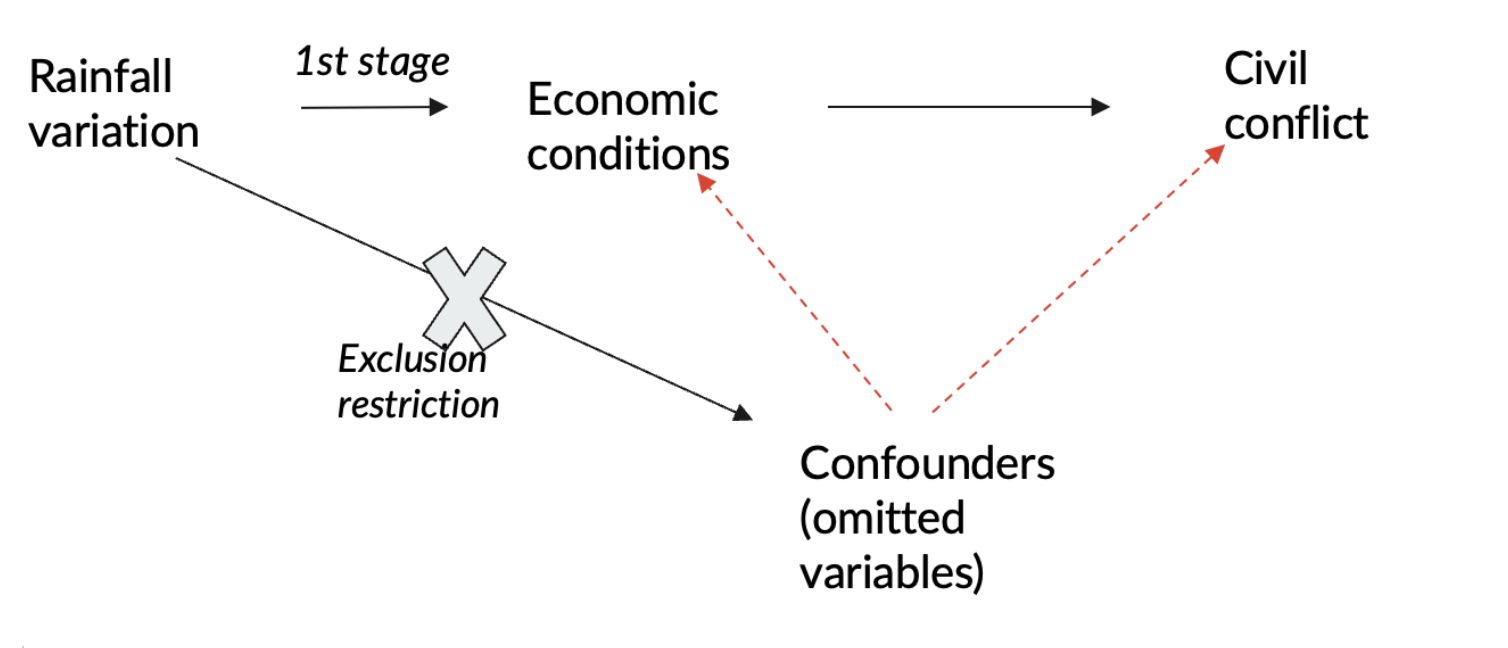 Rainfall
variation
1st stage
Economic
conditions
Civil
conflict
Exclusion
restriction
Confounders
(omitted
variables)